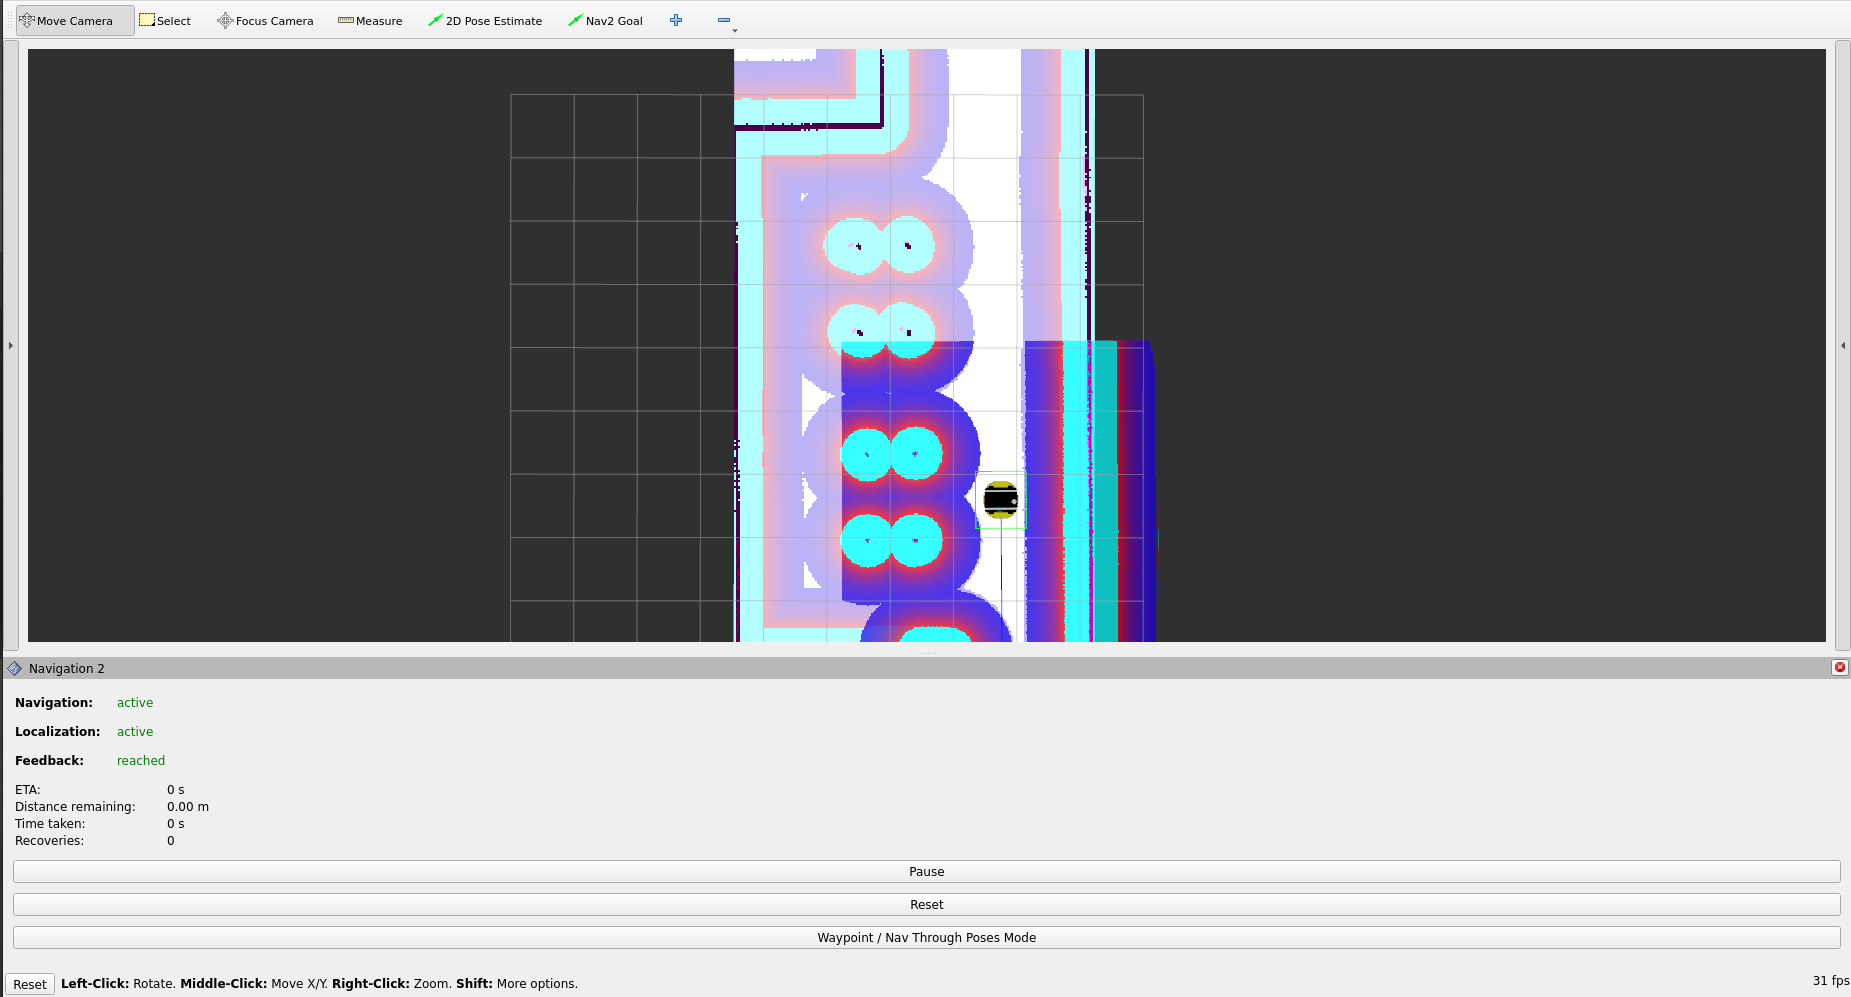 Move Camera Select Focus Camera Measure 2D Pose Estimate Nav2 Goal
Navigation 2
Navigation: active
Localization: active
Feedback: reached
ETA: 0 s
Distance remaining: 0.00 m
Time taken: 0 s
Recoveries: 0
Pause
Reset
Waypoint / Nav Through Poses Mode
Reset Left-Click: Rotate. Middle-Click: Move X/Y. Right-Click: Zoom. Shift: More options. 31 fps